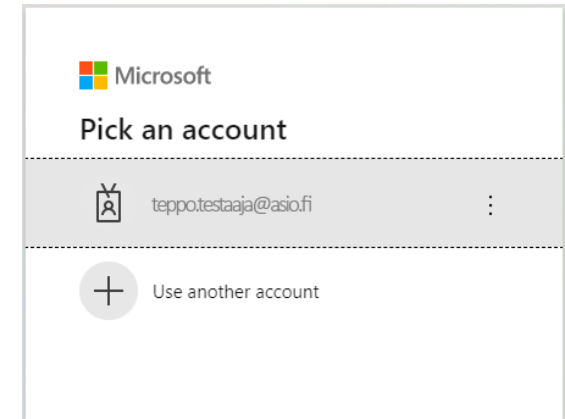 Microsoft
Pick an account
teppo.testaaja@asio.fi
Use another account